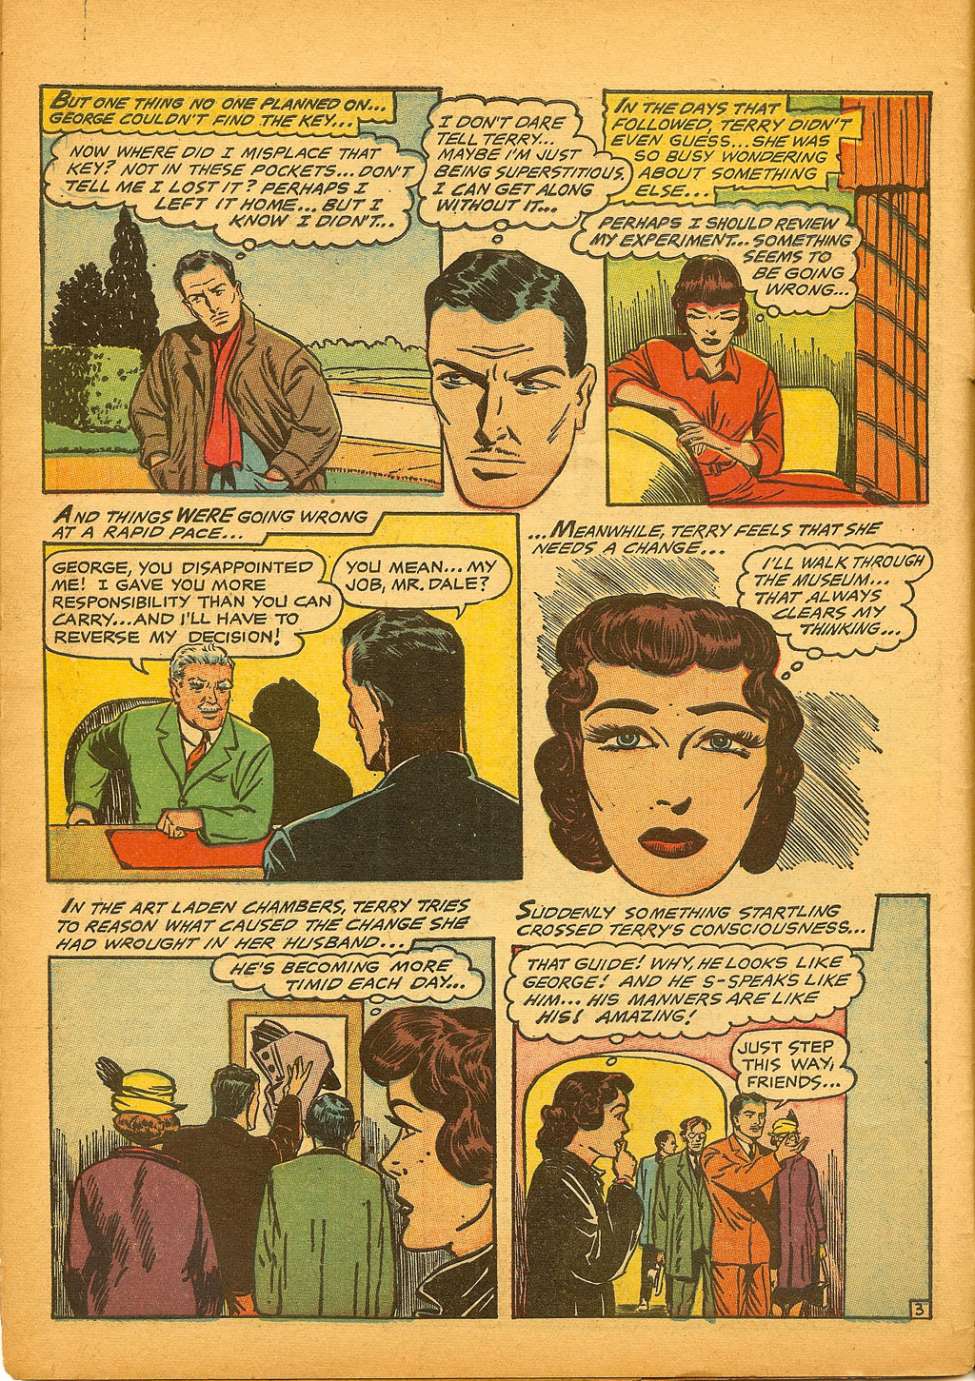 BUT ONE THING NO ONE PLANNED ON...
GEORGE COULDN'T FIND THE KEY...
NOW WHERE DID I MISPLACE THAT
KEY? NOT IN THESE POCKETS... DON'T
TELL ME I LOST IT? PERHAPS I
LEFT IT HOME... BUT I
KNOW I DIDN'T...
I DON'T DARE
TELL TERRY...
MAYBE I'M JUST
BEING SUPERSTITIOUS.
I CAN GET ALONG
WITHOUT IT...
IN THE DAYS THAT
FOLLOWED, TERRY DIDN'T
EVEN GUESS... SHE WAS
SO BUSY WONDERING
ABOUT SOMETHING
ELSE...
PERHAPS I SHOULD REVIEW
MY EXPERIMENT... SOMETHING
SEEMS TO
BE GOING
WRONG...
AND THINGS WERE GOING WRONG
AT A RAPID PACE...
GEORGE, YOU DISAPPOINTED
ME! I GAVE YOU MORE
RESPONSIBILITY THAN YOU CAN
CARRY... AND I'LL HAVE TO
REVERSE MY DECISION!
YOU MEAN... MY
JOB, MR. DALE?
...MEANWHILE, TERRY FEELS THAT SHE
NEEDS A CHANGE...
I'LL WALK THROUGH
THE MUSEUM...
THAT ALWAYS
CLEARS MY
THINKING...
IN THE ART LADEN CHAMBERS, TERRY TRIES
TO REASON WHAT CAUSED THE CHANGE SHE
HAD WROUGHT IN HER HUSBAND...
HE'S BECOMING MORE
TIMID EACH DAY...
SUDDENLY SOMETHING STARTLING
CROSSED TERRY'S CONSCIOUSNESS...
THAT GUIDE! WHY, HE LOOKS LIKE
GEORGE! AND HE S-SPEAKS LIKE
HIM... HIS MANNERS ARE LIKE
HIS! AMAZING!
JUST STEP
THIS WAY,
FRIENDS...
3